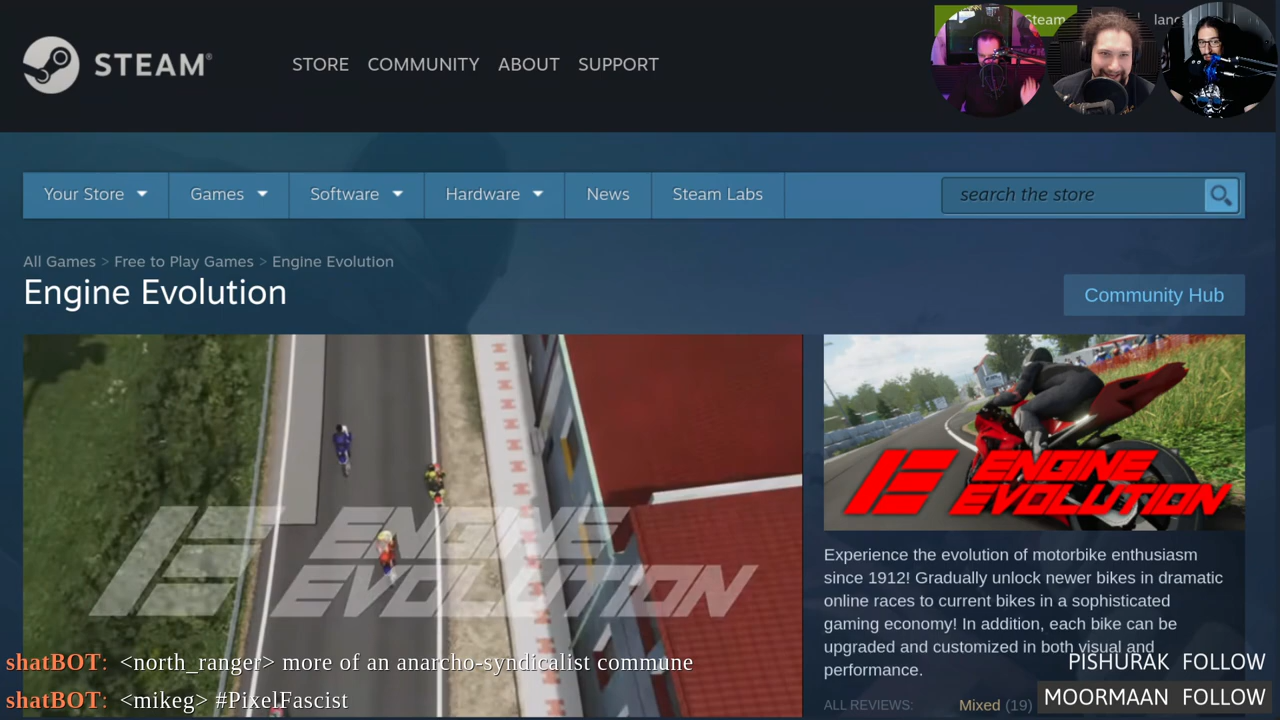 STEAM®
STORE COMMUNITY ABOUT SUPPORT
Steam
Your Store Games Software Hardware News Steam Labs
search the store
All Games > Free to Play Games > Engine Evolution
Engine Evolution
Community Hub
ENGINE
EVOLUTION
ENGINE
EVOLUTION
Experience the evolution of motorbike enthusiasm
since 1912! Gradually unlock newer bikes in dramatic
online races to current bikes in a sophisticated
gaming economy! In addition, each bike can be
upgraded and customized in both visual and
performance.
ALL REVIEWS: Mixed (19)
shatBOT: <north_ranger> more of an anarcho-syndicalist commune
shatBOT: <mikeg> #PixelFascist
PISHURAK FOLLOW
MOORMAAN FOLLOW